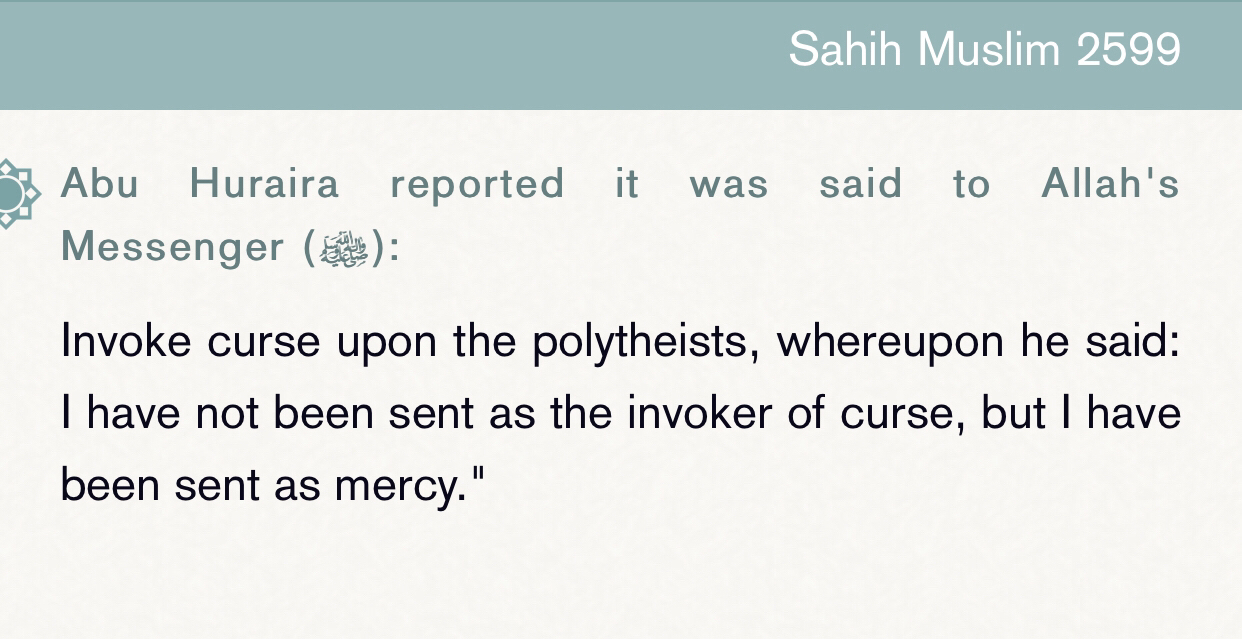 Sahih Muslim 2599
Abu Huraira reported it was said to Allah's
Messenger (ﷺ):
Invoke curse upon the polytheists, whereupon he said:
I have not been sent as the invoker of curse, but I have
been sent as mercy."